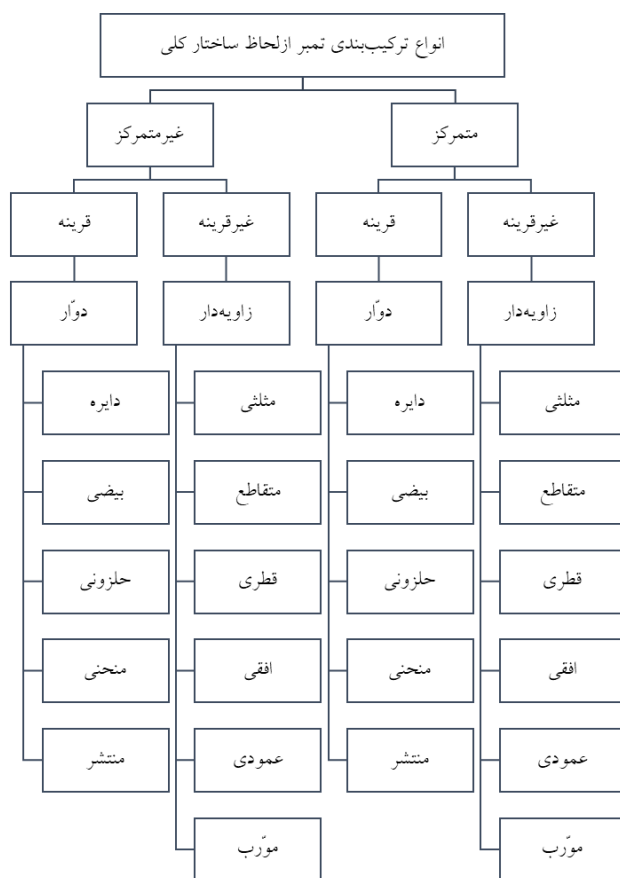 انواع ترکیب‌بندی تمبر ازلحاظ ساختار کلی
متمرکز
غیرمتمرکز
غیرقرینه
قرینه
غیرقرینه
قرینه
زاویه‌دار
دوّار
زاویه‌دار
دوّار
مثلثی
دایره
مثلثی
دایره
متقاطع
بیضی
متقاطع
بیضی
قطری
حلزونی
قطری
حلزونی
افقی
منحنی
افقی
منحنی
عمودی
منتشر
عمودی
منتشر
مورّب
مورّب